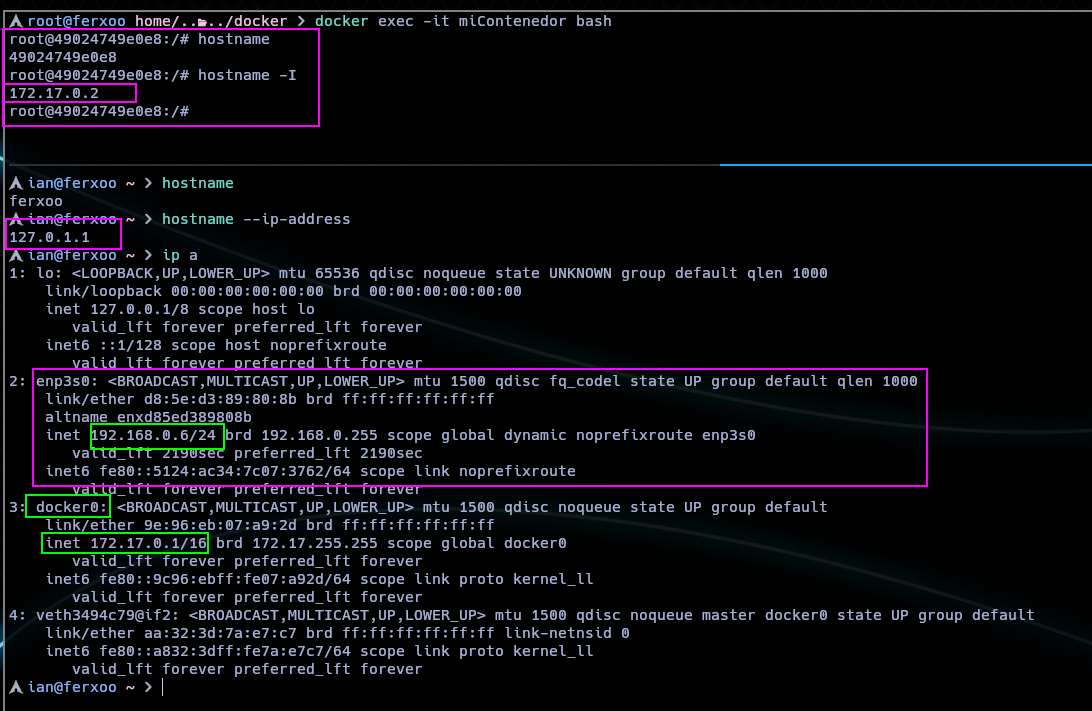 root@ferxoo home/..../docker > docker exec -it miContenedor bash
root@49024749e0e8:/# hostname
49024749e0e8
root@49024749e0e8:/# hostname -I
172.17.0.2
root@49024749e0e8:/#
ian@ferxoo ~ > hostname
ferxoo
ian@ferxoo ~ > hostname --ip-address
127.0.1.1
ian@ferxoo ~ > ip a
1: lo: <LOOPBACK,UP,LOWER_UP> mtu 65536 qdisc noqueue state UNKNOWN group default qlen 1000
link/loopback 00:00:00:00:00:00 brd 00:00:00:00:00:00
inet 127.0.0.1/8 scope host lo
valid_lft forever preferred_lft forever
inet6 ::1/128 scope host noprefixroute
valid_lft forever preferred_lft forever
2: enp3s0: <BROADCAST,MULTICAST,UP,LOWER_UP> mtu 1500 qdisc fq_codel state UP group default qlen 1000
link/ether d8:5e:d3:89:80:8b brd ff:ff:ff:ff:ff:ff
altname enxd85ed389808b
inet 192.168.0.6/24 brd 192.168.0.255 scope global dynamic noprefixroute enp3s0
valid_lft 2190sec preferred_lft 2190sec
inet6 fe80::5124:ac34:7c07:3762/64 scope link noprefixroute
valid_lft forever preferred_lft forever
3: docker0: <BROADCAST,MULTICAST,UP,LOWER_UP> mtu 1500 qdisc noqueue state UP group default
link/ether 9e:96:eb:07:a9:2d brd ff:ff:ff:ff:ff:ff
inet 172.17.0.1/16 brd 172.17.255.255 scope global docker0
valid_lft forever preferred_lft forever
inet6 fe80::9c96:ebff:fe07:a92d/64 scope link proto kernel_ll
valid_lft forever preferred_lft forever
4: veth3494c79@if2: <BROADCAST,MULTICAST,UP,LOWER_UP> mtu 1500 qdisc noqueue master docker0 state UP group default
link/ether aa:32:3d:7a:e7:c7 brd ff:ff:ff:ff:ff:ff link-netnsid 0
inet6 fe80::a832:3dff:fe7a:e7c7/64 scope link proto kernel_ll
valid_lft forever preferred_lft forever
ian@ferxoo ~ >